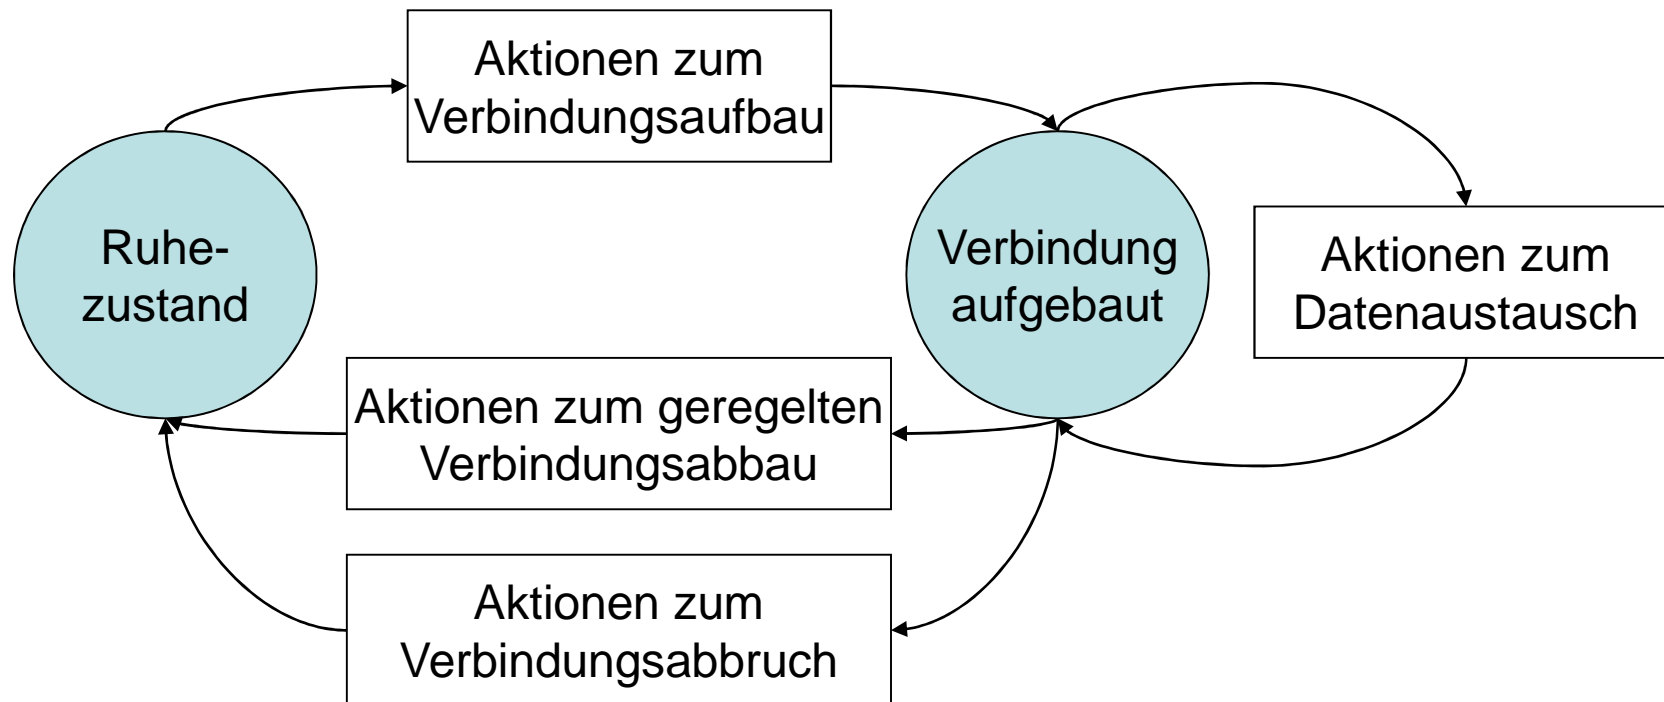 Aktionen zum
Verbindungsaufbau
Ruhe-
zustand
Verbindung
aufgebaut
Aktionen zum
Datenaustausch
Aktionen zum geregelten
Verbindungsabbau
Aktionen zum
Verbindungsabbruch